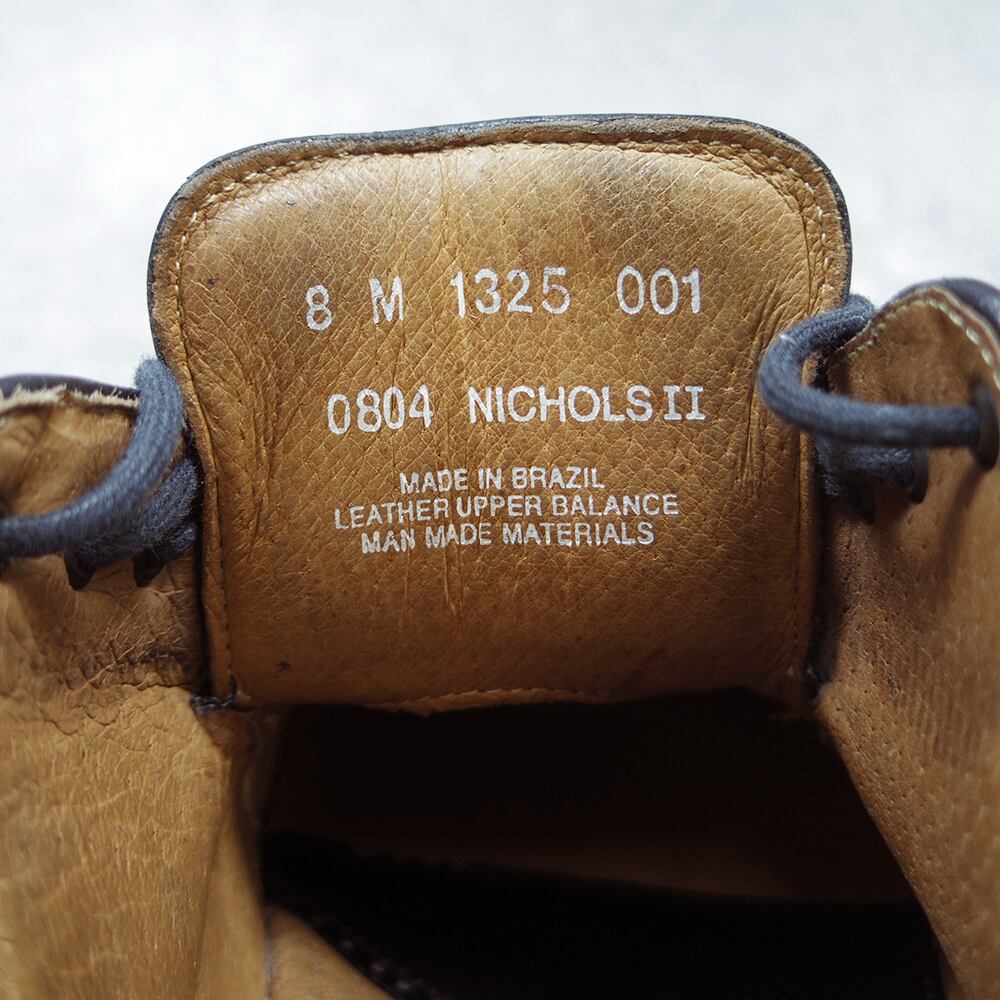 8 M 1325 001
0804 NICHOLS II
MADE IN BRAZIL
LEATHER UPPER BALANCE
MAN MADE MATERIALS